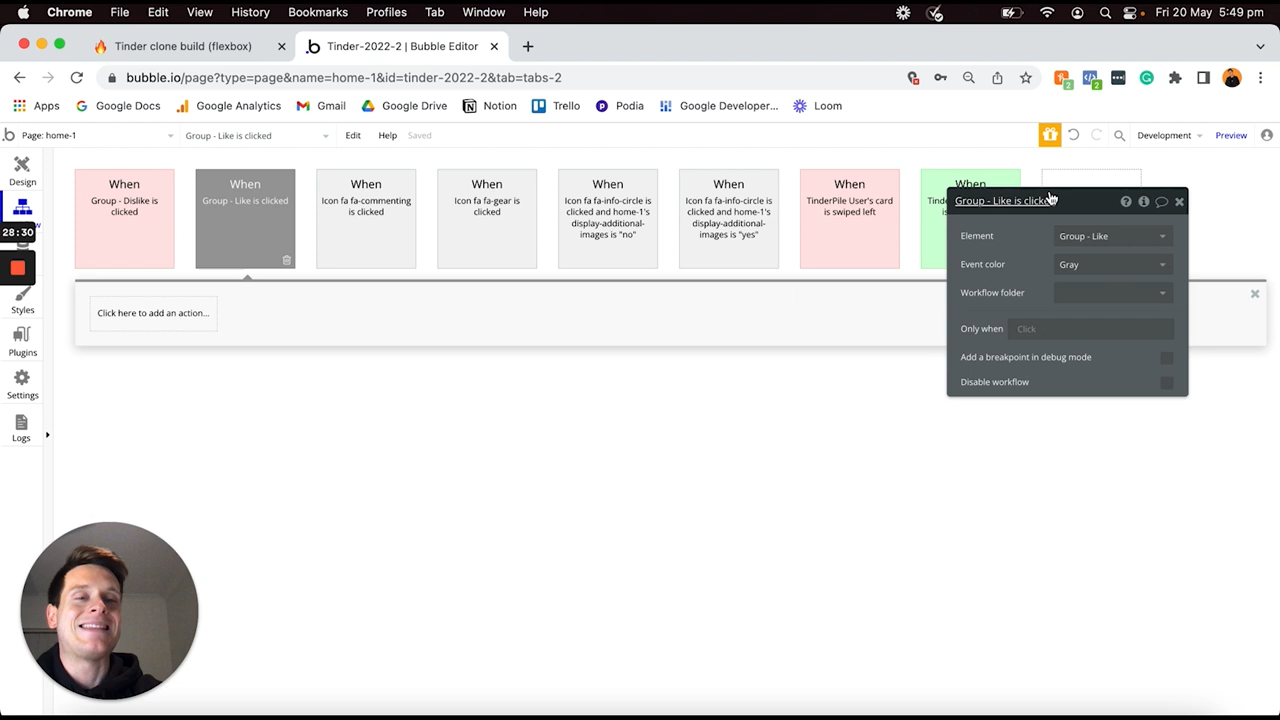 Chrome File Edit View History Bookmarks Profiles Tab Window Help Fri 20 May 5:49 pm
Tinder clone build (flexbox) Tinder-2022-2 | Bubble Editor
bubble.io/page?type=page&name=home-1&id=tinder-2022-2&tab=tabs-2
2 2
Apps Google Docs Google Analytics Gmail Google Drive Notion Trello Podia Google Developer... Loom
Page: home-1 Group - Like is clicked Edit Help Saved Development Preview
Design
28:30
Styles
Plugins
Settings
Logs
When
Group - Dislike is
clicked
When
Group - Like is clicked
When
Icon fa fa-commenting
is clicked
When
Icon fa fa-gear is
clicked
When
Icon fa fa-info-circle is
clicked and home-1's
display-additional-
images is "no"
When
Icon fa fa-info-circle is
clicked and home-1's
display-additional-
images is "yes"
When
TinderPile User's card
is swiped left
When
Click here to add an action...
Group - Like is clicked
Element Group - Like
Event color Gray
Workflow folder
Only when Click
Add a breakpoint in debug mode
Disable workflow